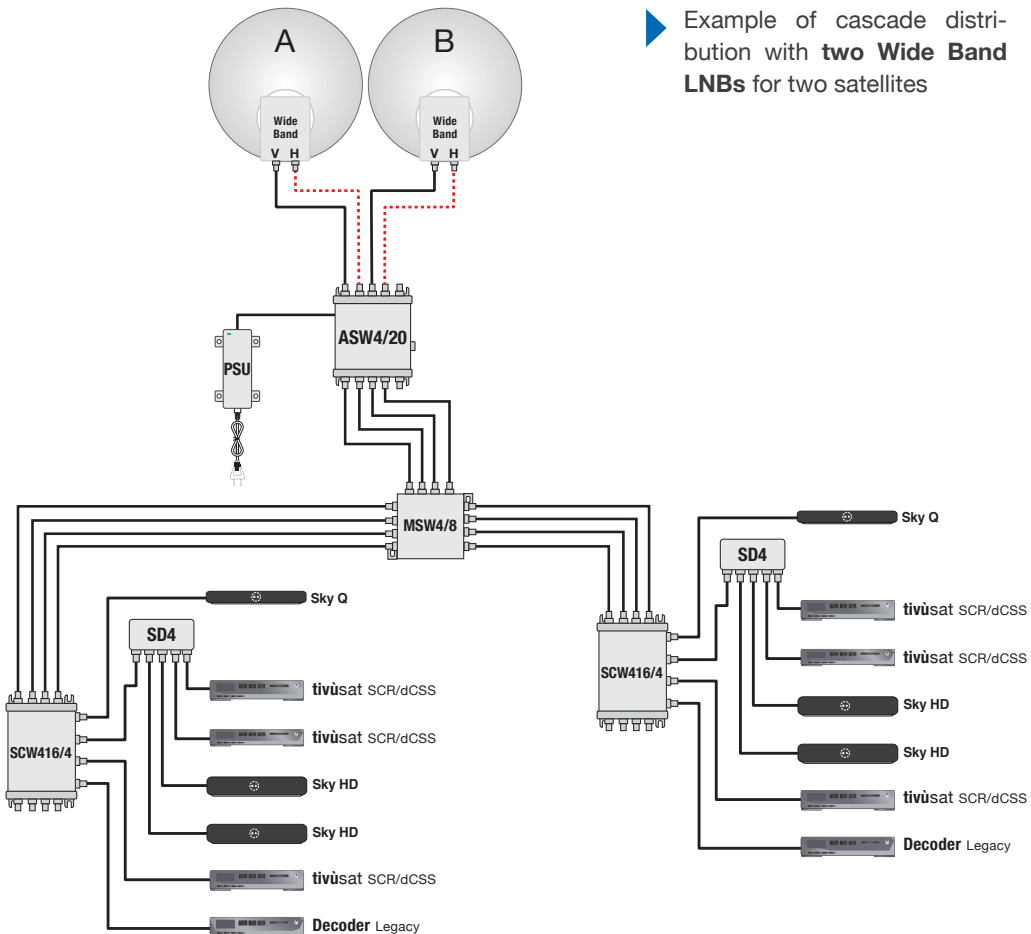 A
B
Example of cascade distri-
bution with two Wide Band
LNBs for two satellites
Wide
Band
V H
Wide
Band
V H
ASW4/20
PSU
MSW4/8
Sky Q
SD4
tivùsat SCR/dCSS
tivùsat SCR/dCSS
Sky HD
Sky HD
tivùsat SCR/dCSS
Decoder Legacy
SCW416/4
Sky Q
SD4
tivùsat SCR/dCSS
tivùsat SCR/dCSS
Sky HD
Sky HD
tivùsat SCR/dCSS
Decoder Legacy
SCW416/4